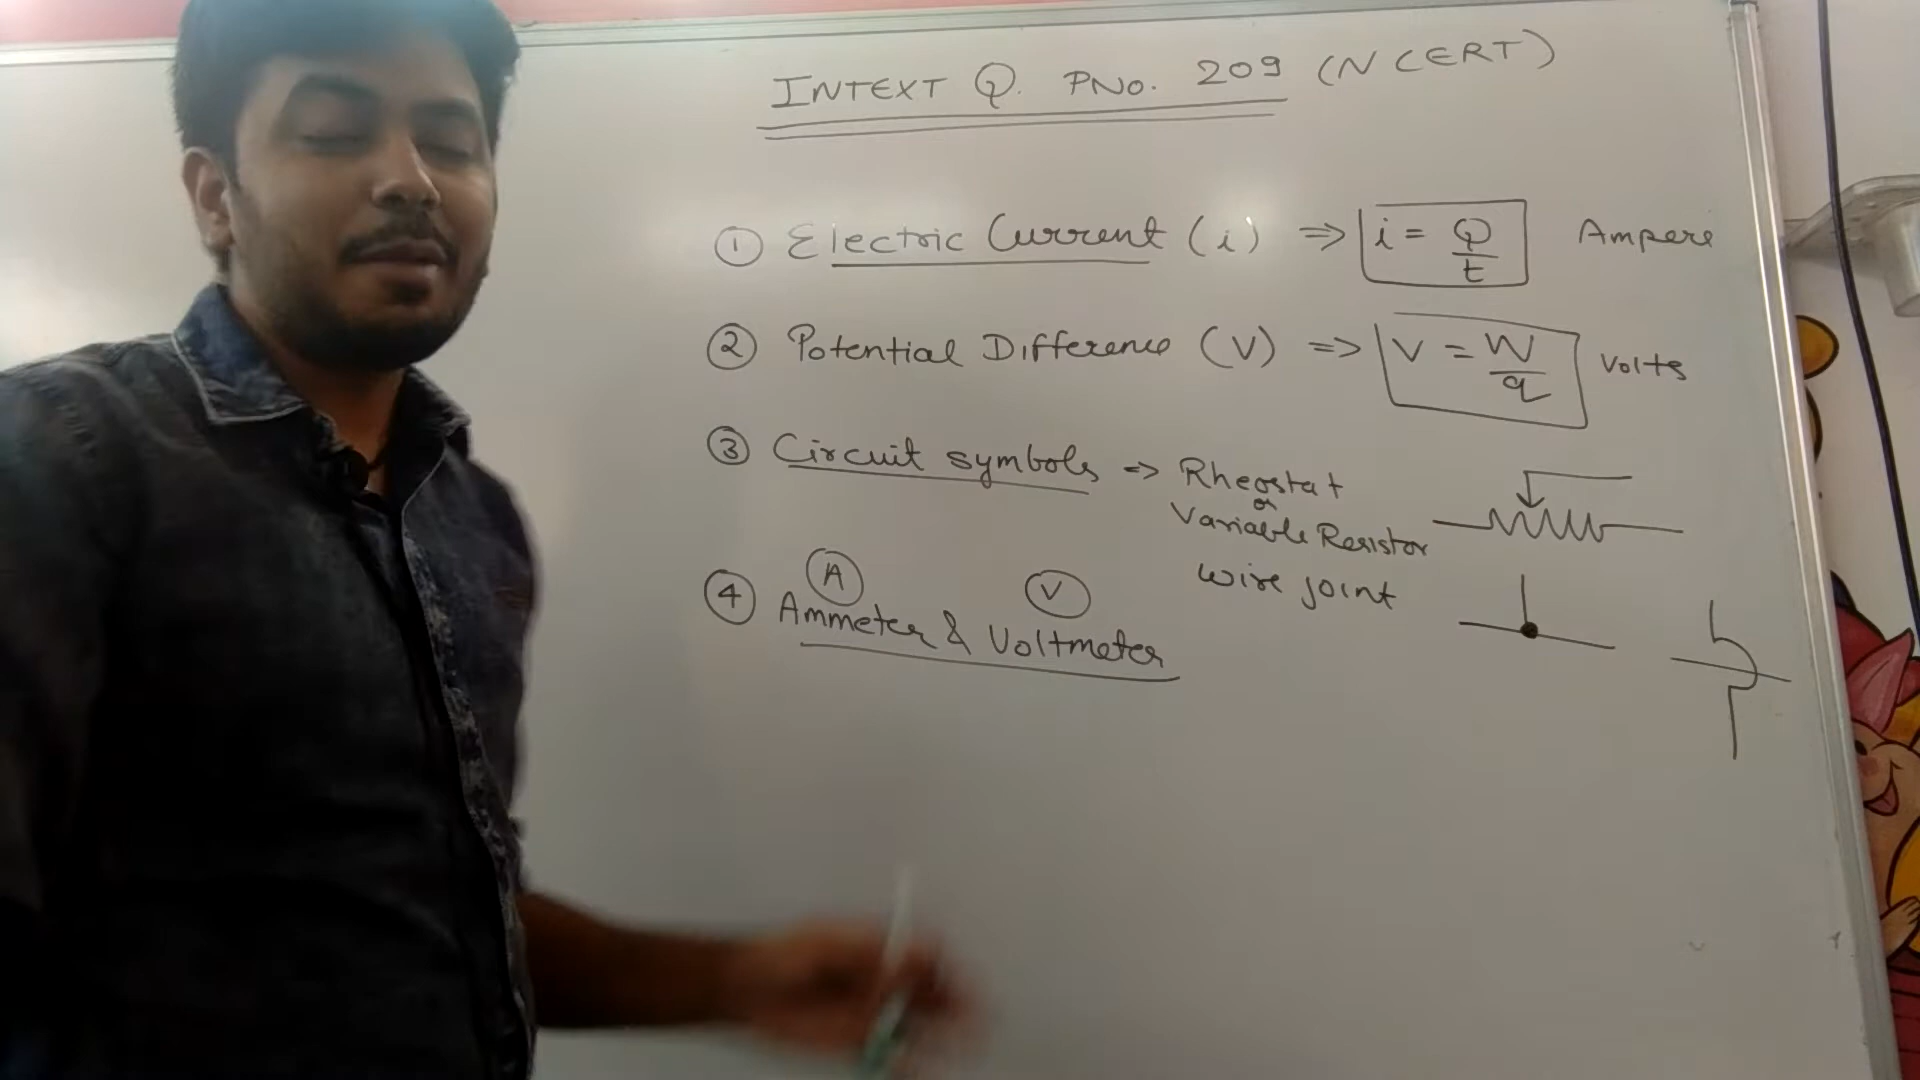 INTEXT Q. PNO. 209 (NCERT)
① Electric Current (i) ⇒ i = Q/t Ampere
② Potential Difference (V) ⇒ V = W/q Volts
③ Circuit symbols ⇒ Rheostat
or
Variable Resistor
wire joint
A V
④ Ammeter & Voltmeter